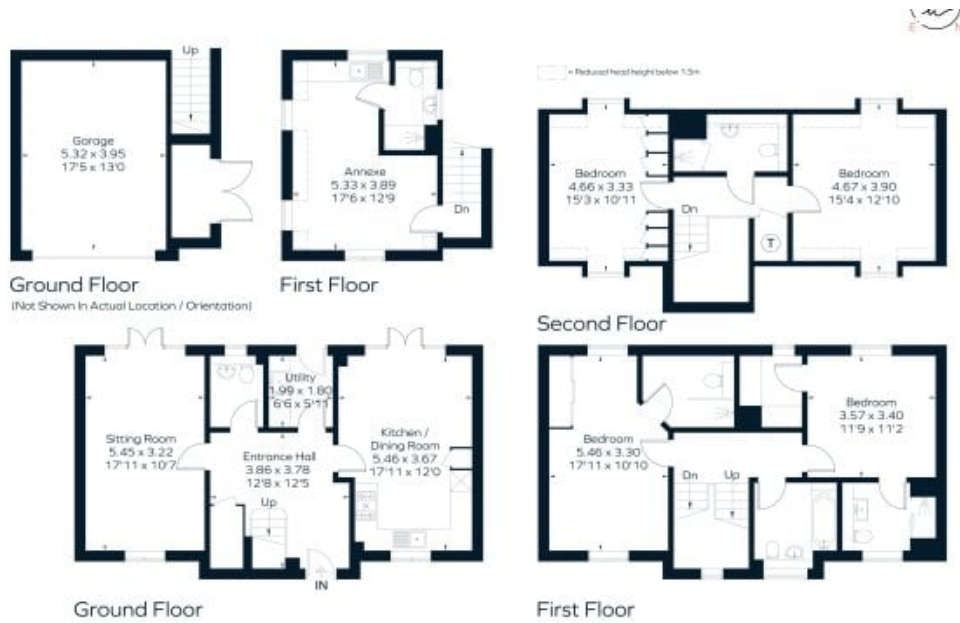 E
Up
Garage
5.32 x 3.95
17'5 x 13'0
Ground Floor
(Not Shown In Actual Location / Orientation)
Annexe
5.33 x 3.89
17'6 x 12'9
Dn
First Floor
= Reduced head height below 1.5m
Bedroom
4.66 x 3.33
15'3 x 10'11
Dn
T
Bedroom
4.67 x 3.90
15'4 x 12'10
Second Floor
Sitting Room
5.45 x 3.22
17'11 x 10'7
Utility
1.99 x 1.80
6'6 x 5'11
Entrance Hall
3.86 x 3.78
12'8 x 12'5
Up
Kitchen /
Dining Room
5.46 x 3.67
17'11 x 12'0
IN
Ground Floor
Bedroom
5.46 x 3.30
17'11 x 10'10
Dn
Up
Bedroom
3.57 x 3.40
11'9 x 11'2
First Floor